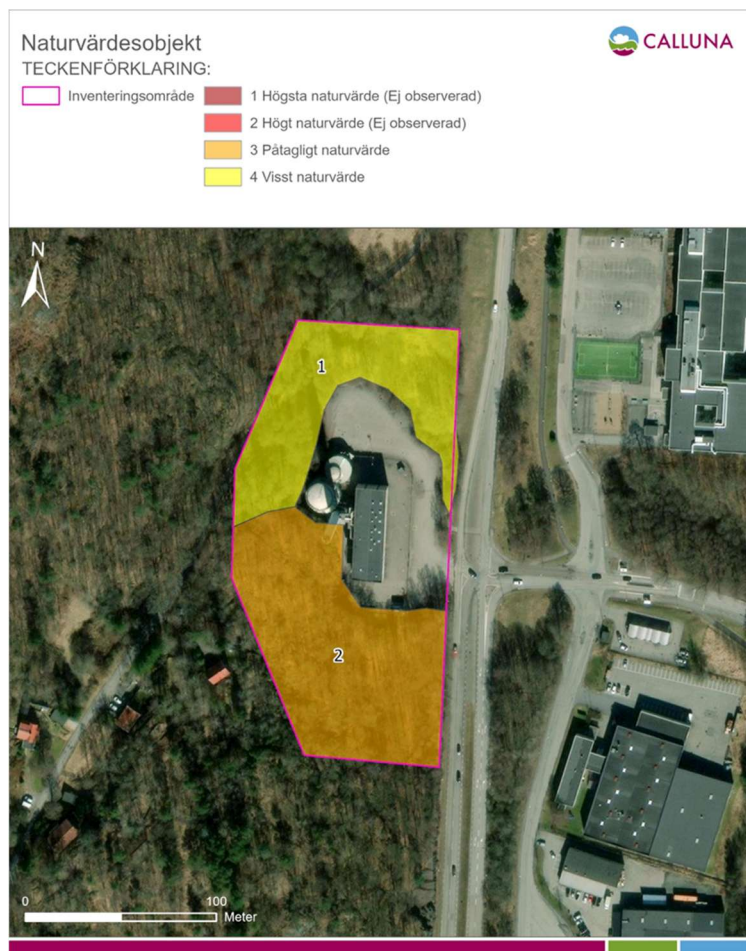 Naturvärdesobjekt
CALLUNA
TECKENFÖRKLARING:
Inventeringsområde
1 Högsta naturvärde (Ej observerad)
2 Högt naturvärde (Ej observerad)
3 Påtagligt naturvärde
4 Visst naturvärde
N
1
2
0 100
Meter